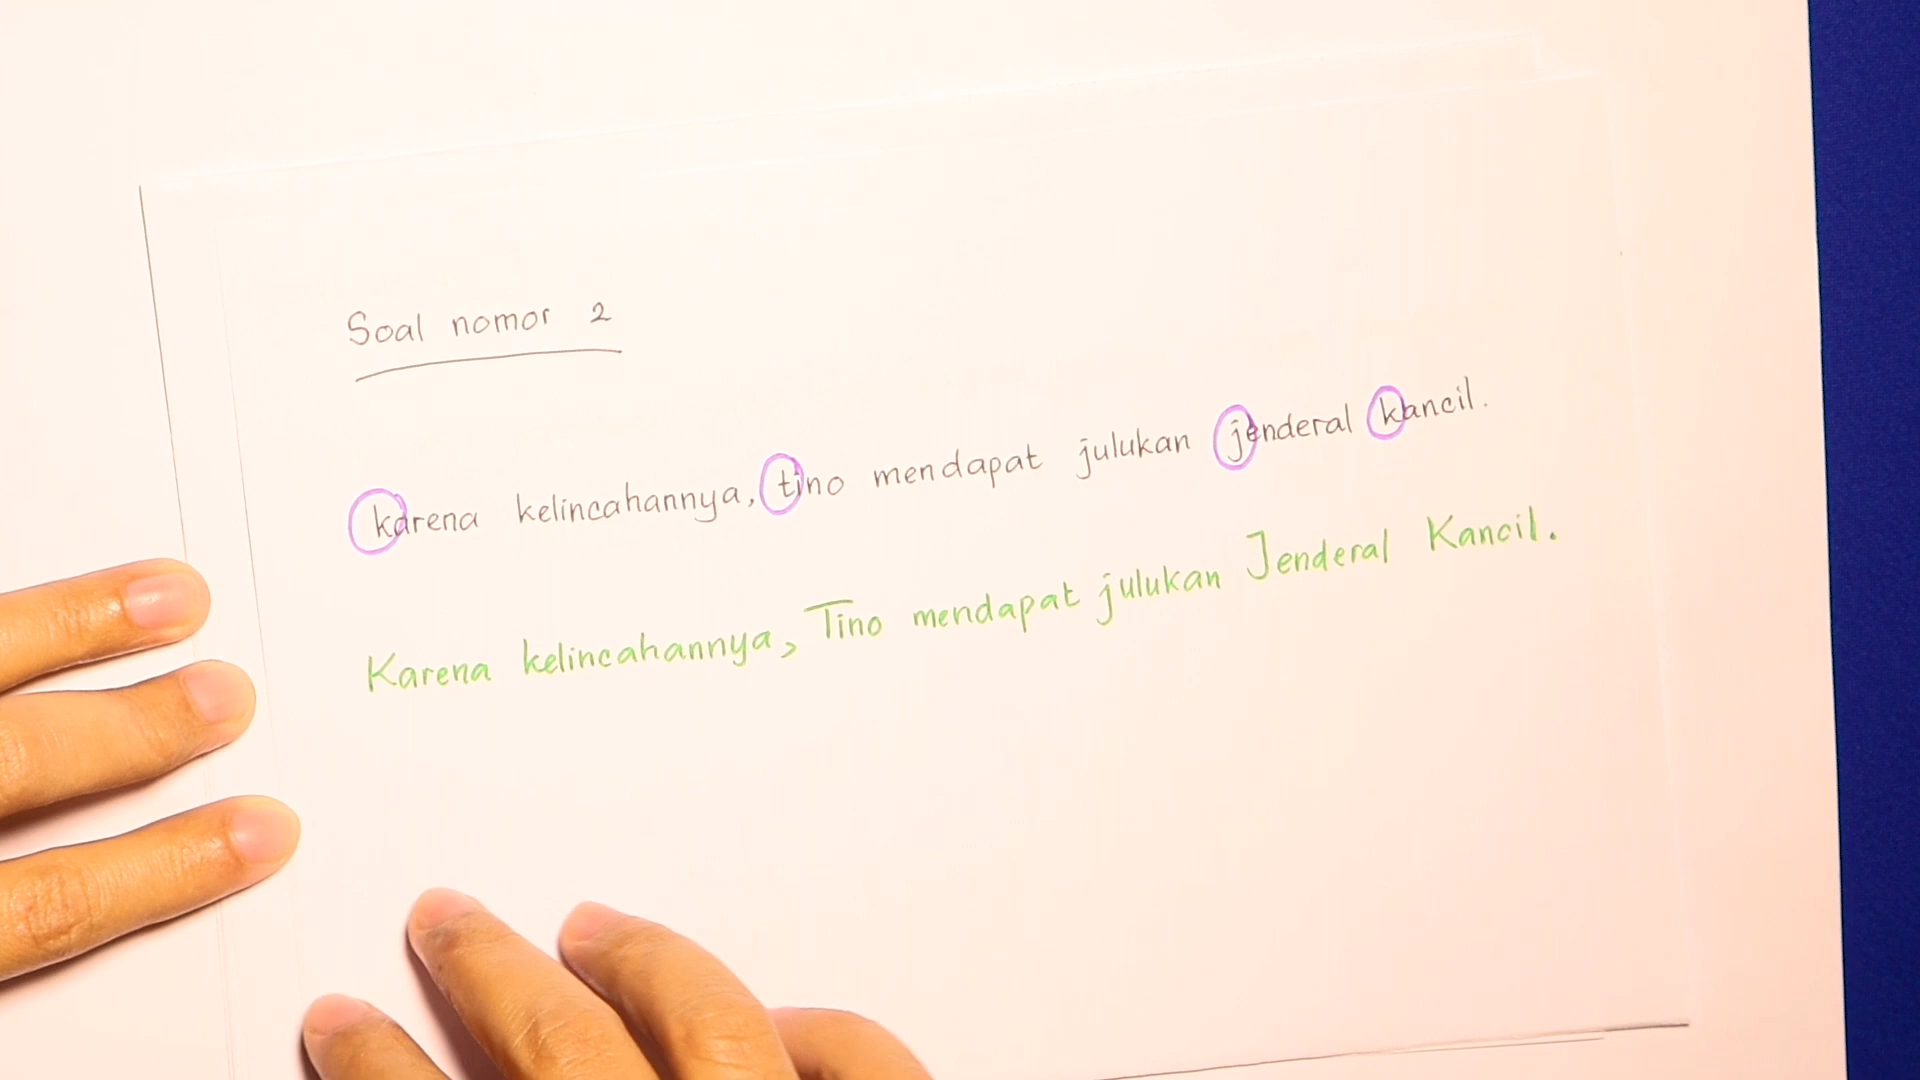 Soal nomor 2
karena kelincahannya, tino mendapat julukan jenderal kancil.
Karena kelincahannya, Tino mendapat julukan Jenderal Kancil.